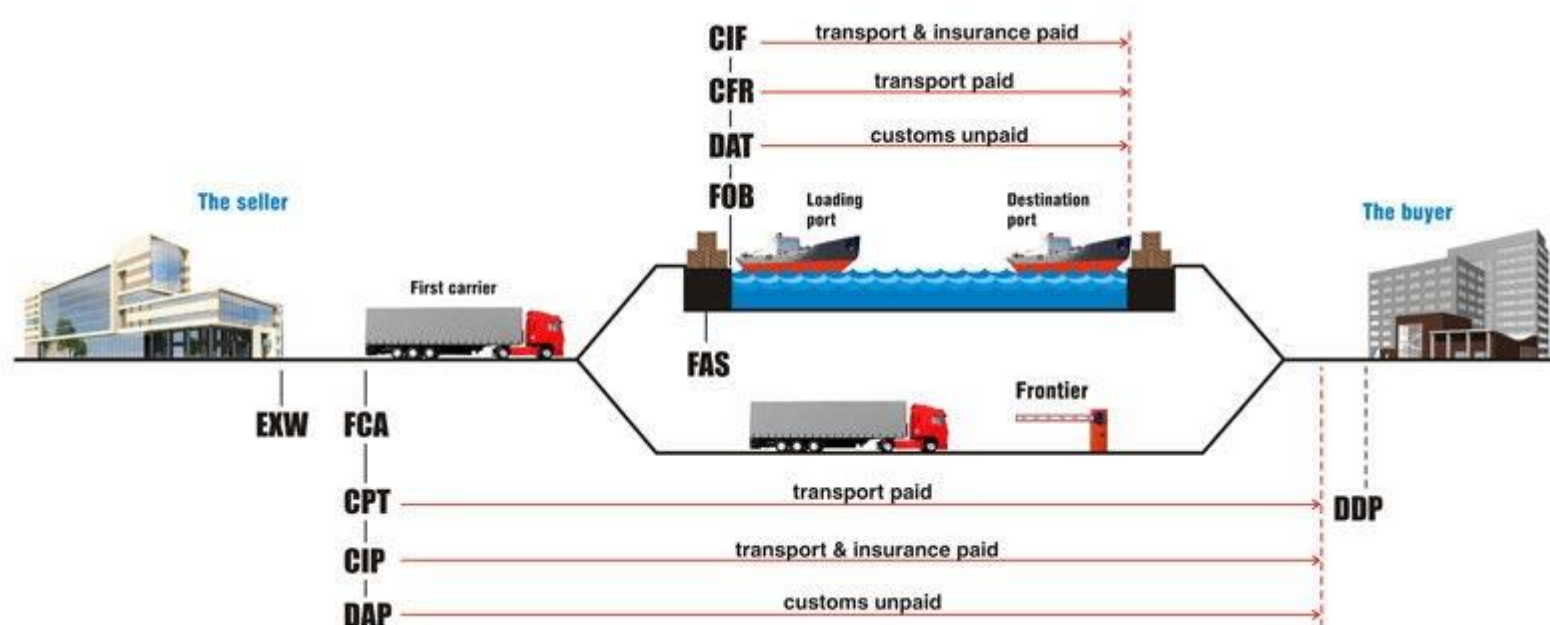 CIF transport & insurance paid
CFR transport paid
DAT customs unpaid
FOB
Loading
port
Destination
port
The seller
The buyer
First carrier
FAS
Frontier
EXW
FCA
CPT transport paid
DDP
CIP transport & insurance paid
DAP customs unpaid